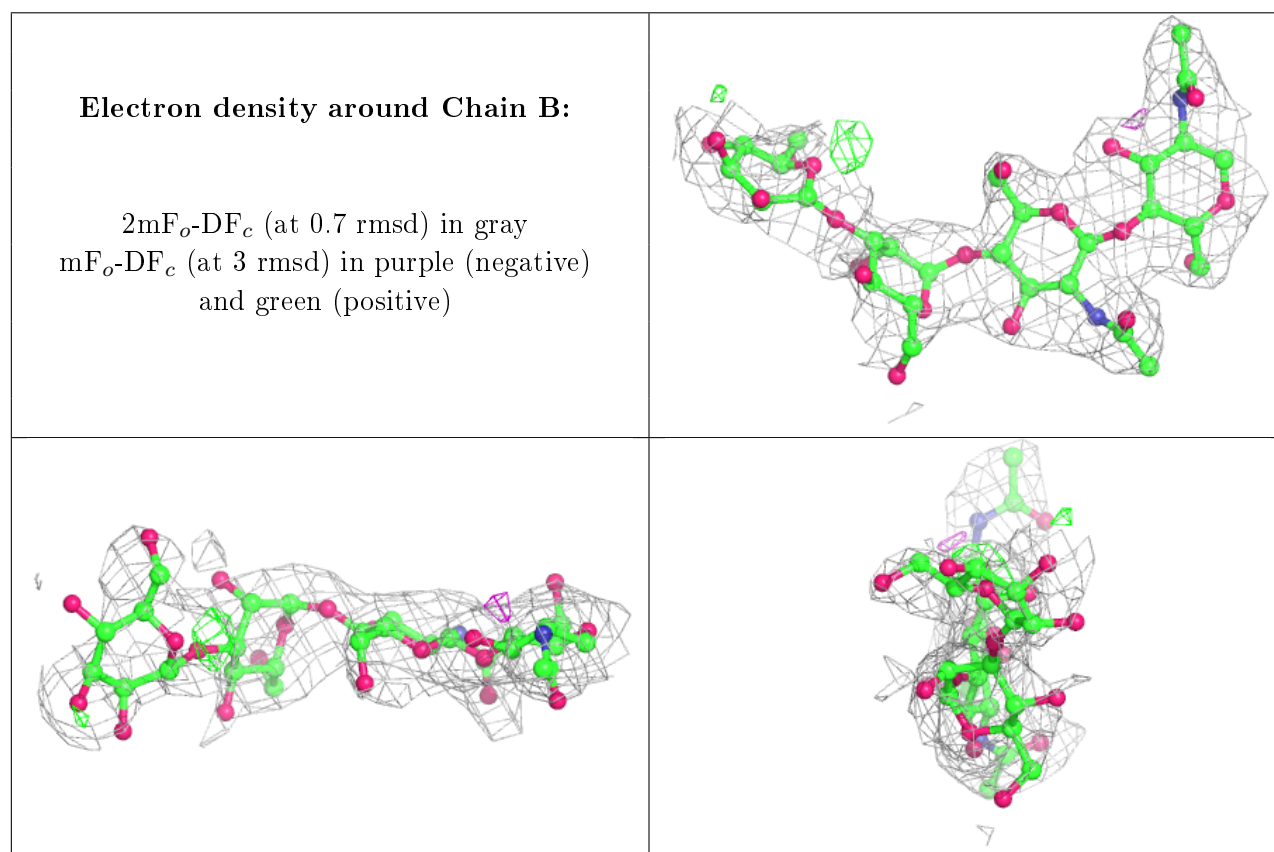 Electron density around Chain B:
2mFₒ-DF𝒸 (at 0.7 rmsd) in gray
mFₒ-DF𝒸 (at 3 rmsd) in purple (negative)
and green (positive)